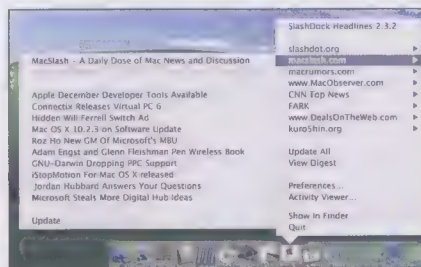 MacSlash - A Daily Dose of Mac News and Discussion
Apple December Developer Tools Available
Connectix Releases Virtual PC 6
Hidden Will Ferrell Switch Ad
Mac OS X 10.2.3 on Software Update
Roz Ho New GM Of Microsoft's MBU
Adam Engst and Glenn Fleishman Pen Wireless Book
GNU-Darwin Dropping PPC Support
iStopMotion For Mac OS X released
Jordan Hubbard Answers Your Questions
Microsoft Steals More Digital Hub Ideas
Update
SlashDock Headlines 2.3.2
slashdot.org
macslash.com
macrumors.com
www.MacObserver.com
CNN Top News
FARK
www.DealsOnTheWeb.com
kuro5hin.org
Update All
View Digest
Preferences...
Activity Viewer...
Show In Finder
Quit